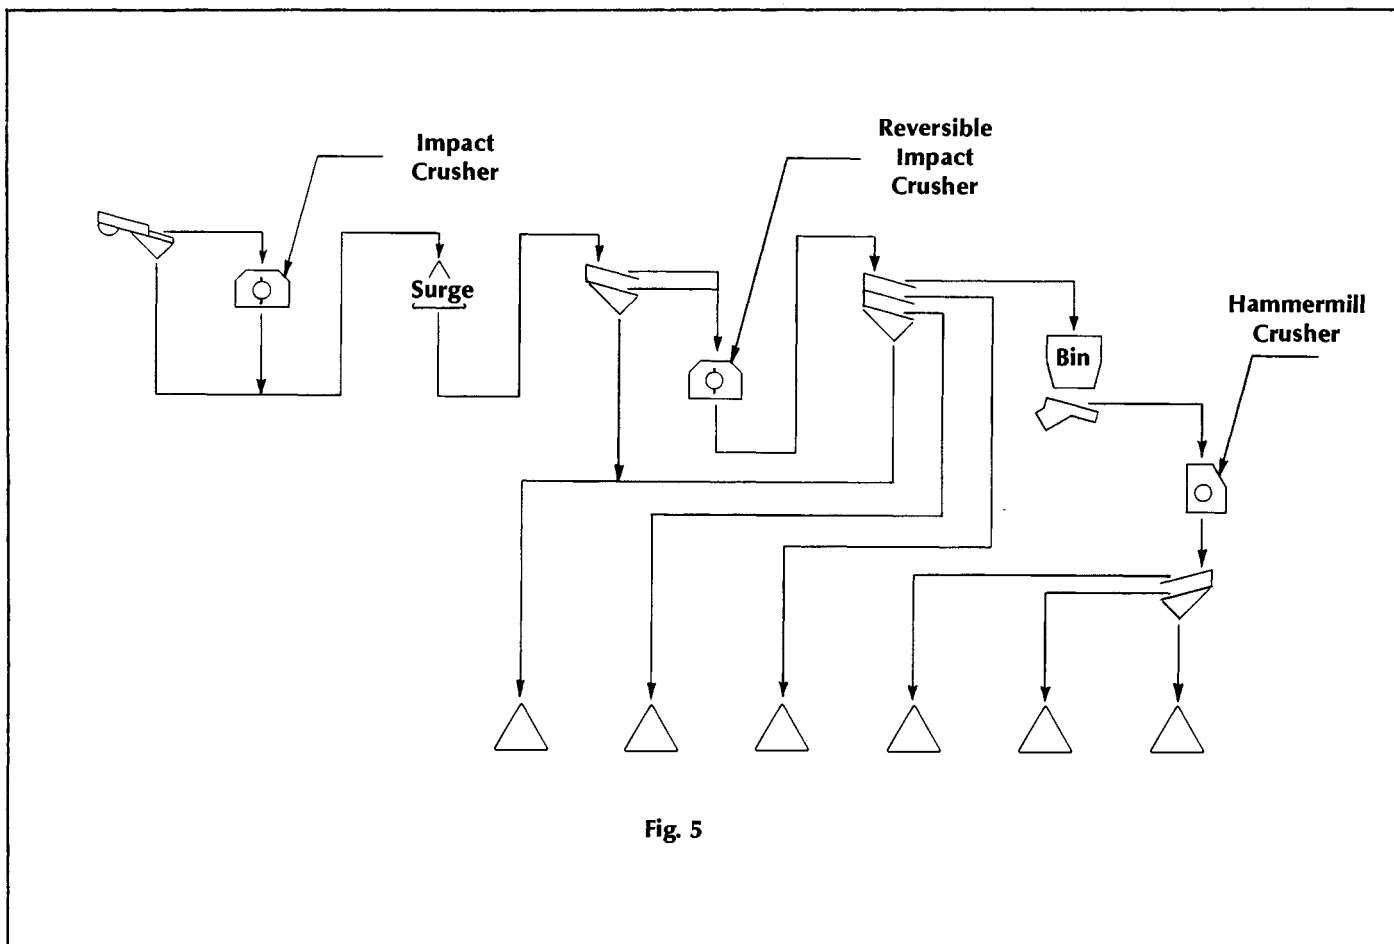 Impact
Crusher
Reversible
Impact
Crusher
Surge
Hammermill
Crusher
Bin
Fig. 5